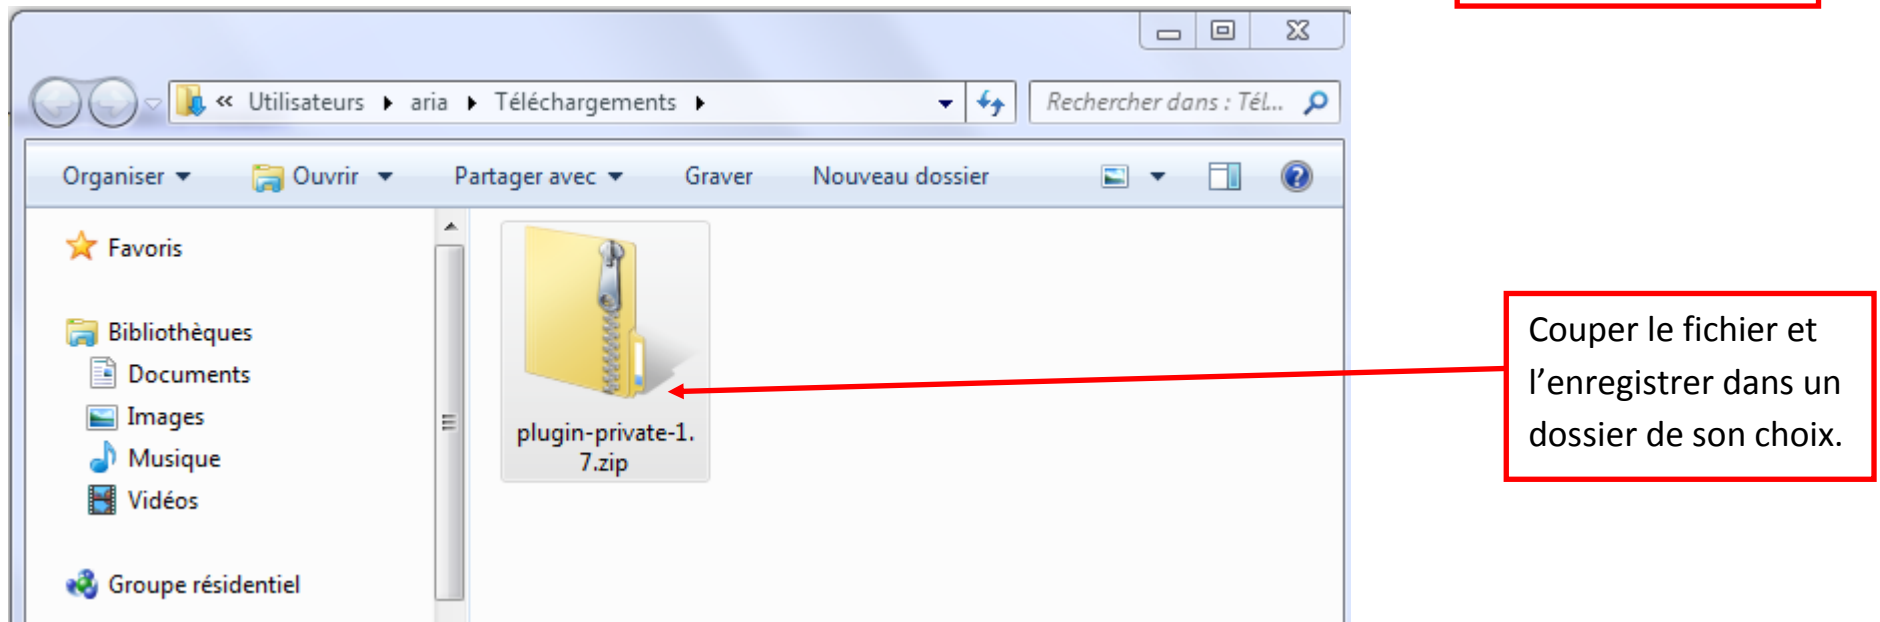 « Utilisateurs ▸ aria ▸ Téléchargements ▸
Rechercher dans : Tél...
Organiser Ouvrir Partager avec Graver Nouveau dossier
Favoris
Bibliothèques
Documents
Images
Musique
Vidéos
Groupe résidentiel
plugin-private-1.
7.zip
Couper le fichier et
l’enregistrer dans un
dossier de son choix.